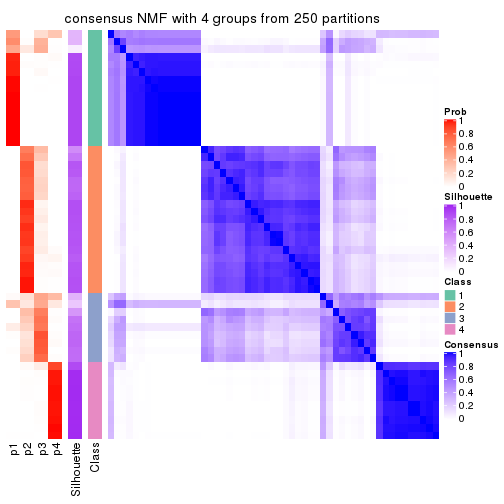 consensus NMF with 4 groups from 250 partitions
Prob
1
0.8
0.6
0.4
0.2
0
Silhouette
1
0.8
0.6
0.4
0.2
0
Class
1
2
3
4
Consensus
1
0.8
0.6
0.4
0.2
0
p1
p2
p3
p4
Silhouette
Class